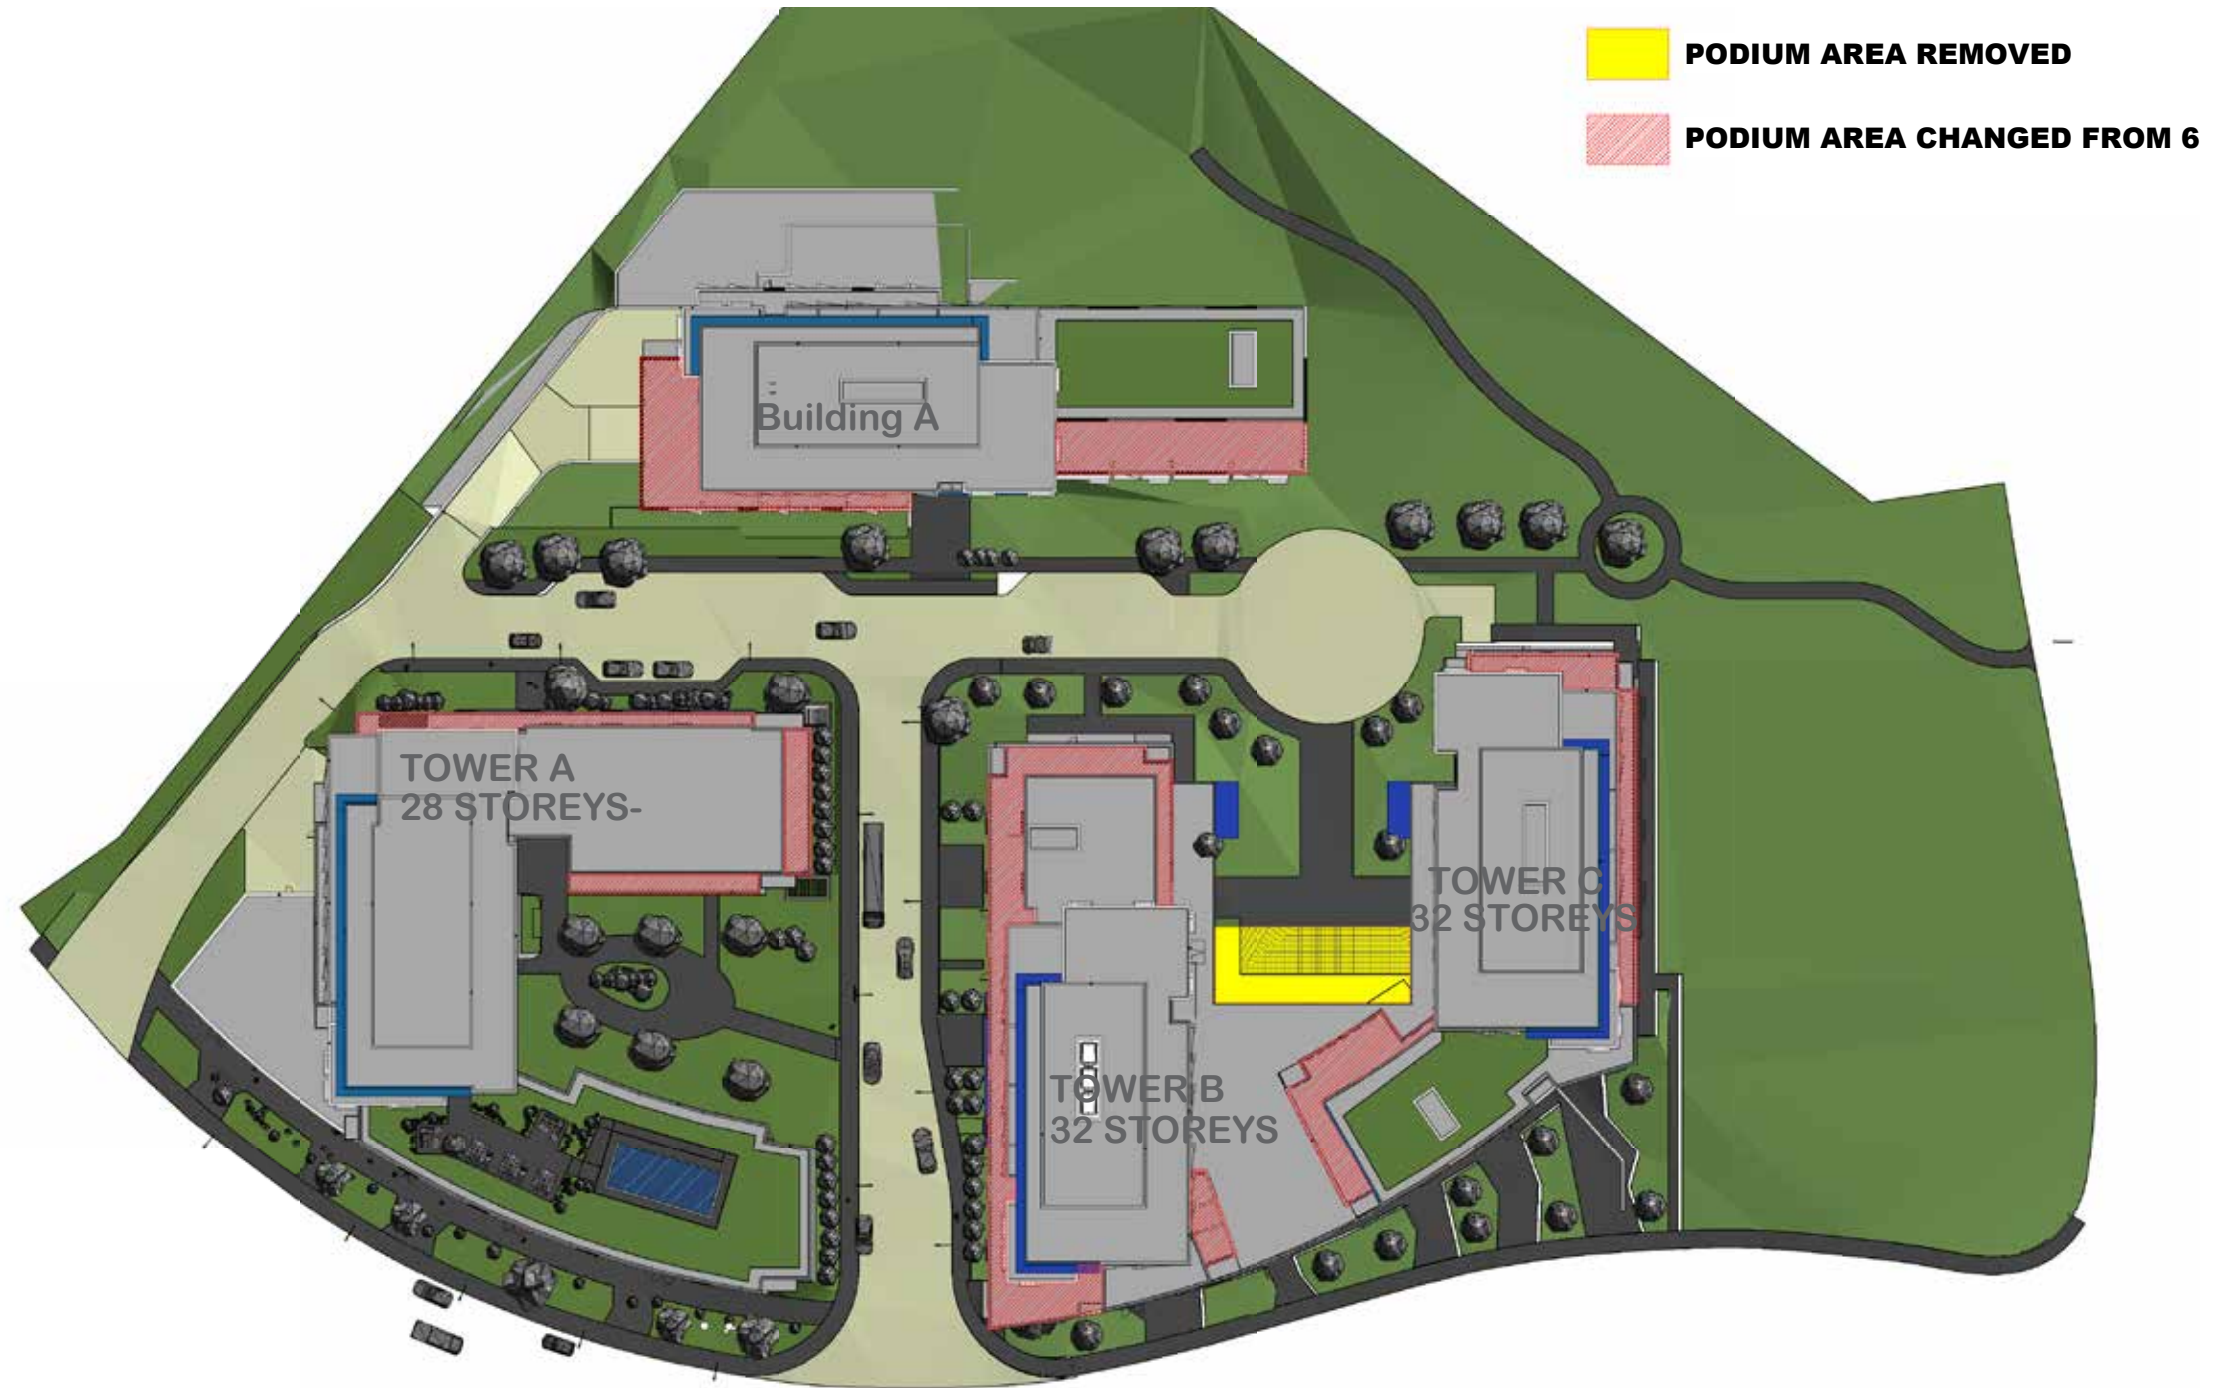 PODIUM AREA REMOVED
PODIUM AREA CHANGED FROM 6
Building A
TOWER A
28 STOREYS-
TOWER C
32 STOREYS
TOWER B
32 STOREYS